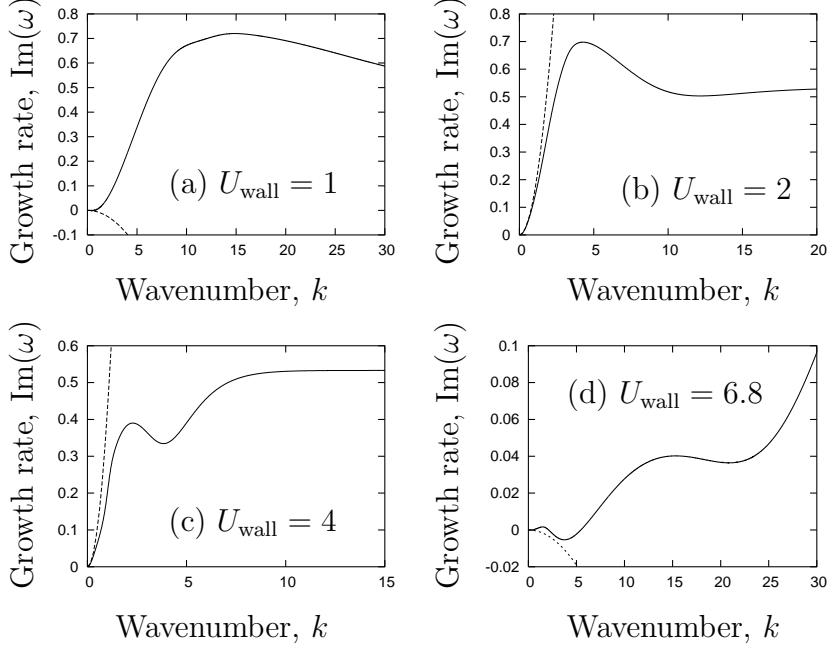 Growth rate, Im(ω)
0.8
0.7
0.6
0.5
0.4
0.3
0.2
0.1
0
-0.1
0 5 10 15 20 25 30
(a) U_wall = 1
Wavenumber, k
Growth rate, Im(ω)
0.8
0.7
0.6
0.5
0.4
0.3
0.2
0.1
0
0 5 10 15 20
(b) U_wall = 2
Wavenumber, k
Growth rate, Im(ω)
0.6
0.5
0.4
0.3
0.2
0.1
0
0 5 10 15
(c) U_wall = 4
Wavenumber, k
Growth rate, Im(ω)
0.1
0.08
0.06
0.04
0.02
0
-0.02
0 5 10 15 20 25 30
(d) U_wall = 6.8
Wavenumber, k